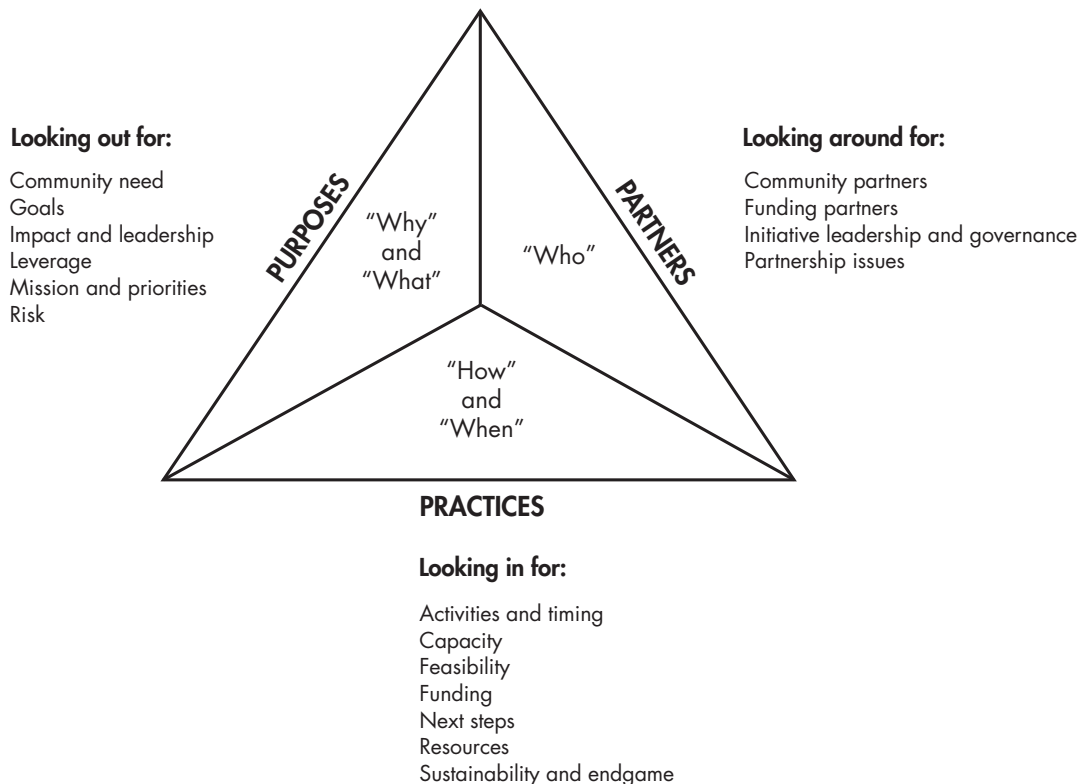 Looking out for:
Community need
Goals
Impact and leadership
Leverage
Mission and priorities
Risk
PURPOSES
“Why”
and
“What”
“Who”
PARTNERS
Looking around for:
Community partners
Funding partners
Initiative leadership and governance
Partnership issues
“How”
and
“When”
PRACTICES
Looking in for:
Activities and timing
Capacity
Feasibility
Funding
Next steps
Resources
Sustainability and endgame